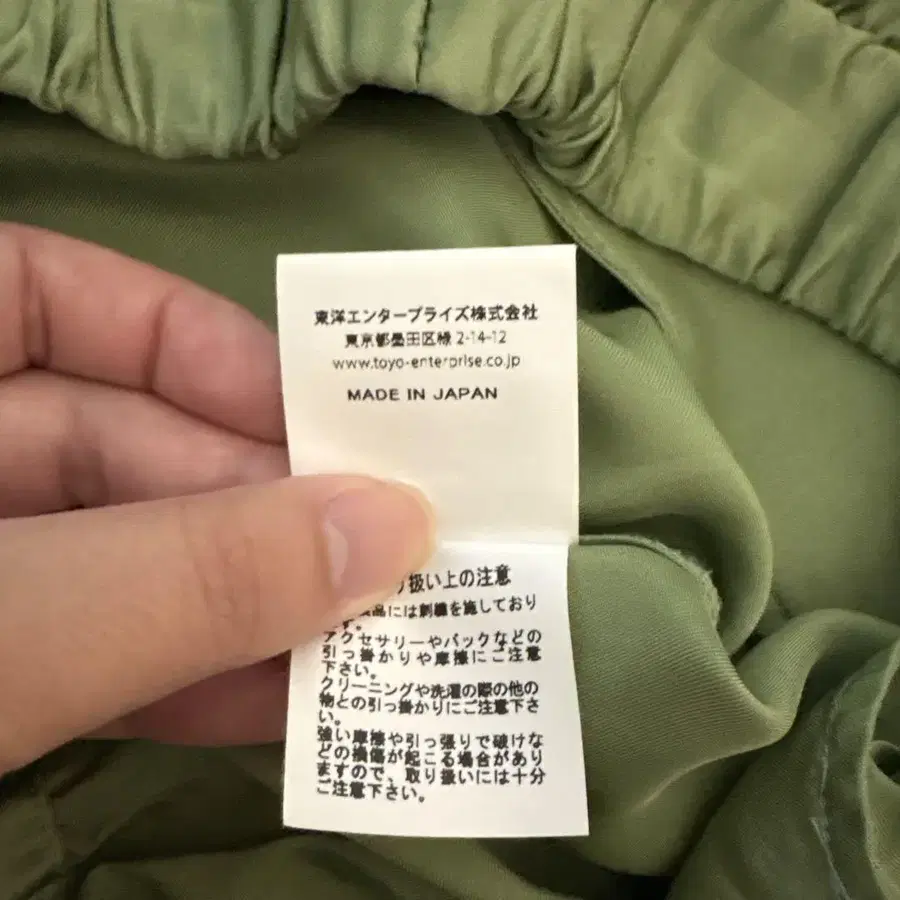 東洋エンタープライズ株式会社
東京都墨田区緑 2-14-12
www.toyo-enterprise.co.jp
MADE IN JAPAN
り扱い上の注意
品には刺繍を施しており
す。
アクセサリーやバックなどの
引っ掛かりや摩擦にご注意
下さい。
クリーニングや洗濯の際の他の
物との引っ掛かりにご注意下さ
い。
強い摩擦や引っ張りで破けな
どの損傷が起こる場合があり
ますので、取り扱いには十分
ご注意下さい。